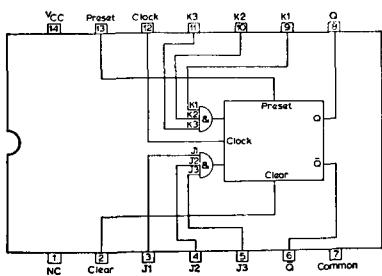 VCC Preset Clock K3 K2 K1 Q
14 13 12 11 10 9 8
K1
K2 &
K3
Preset
Q
Clock
J1
J2 &
J3
Q̅
Clear
1 2 3 4 5 6 7
NC Clear J1 J2 J3 Q̅ Common